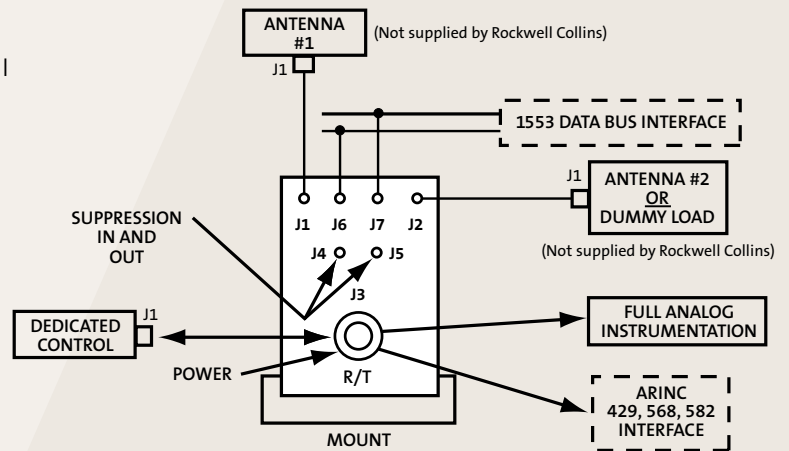 ANTENNA
#1
(Not supplied by Rockwell Collins)
J1
1553 DATA BUS INTERFACE
J1
ANTENNA #2
OR
DUMMY LOAD
(Not supplied by Rockwell Collins)
J1
J6
J7
J2
SUPPRESSION
IN AND
OUT
J4
J5
J3
DEDICATED
CONTROL
J1
FULL ANALOG
INSTRUMENTATION
POWER
R/T
ARINC
429, 568, 582
INTERFACE
MOUNT